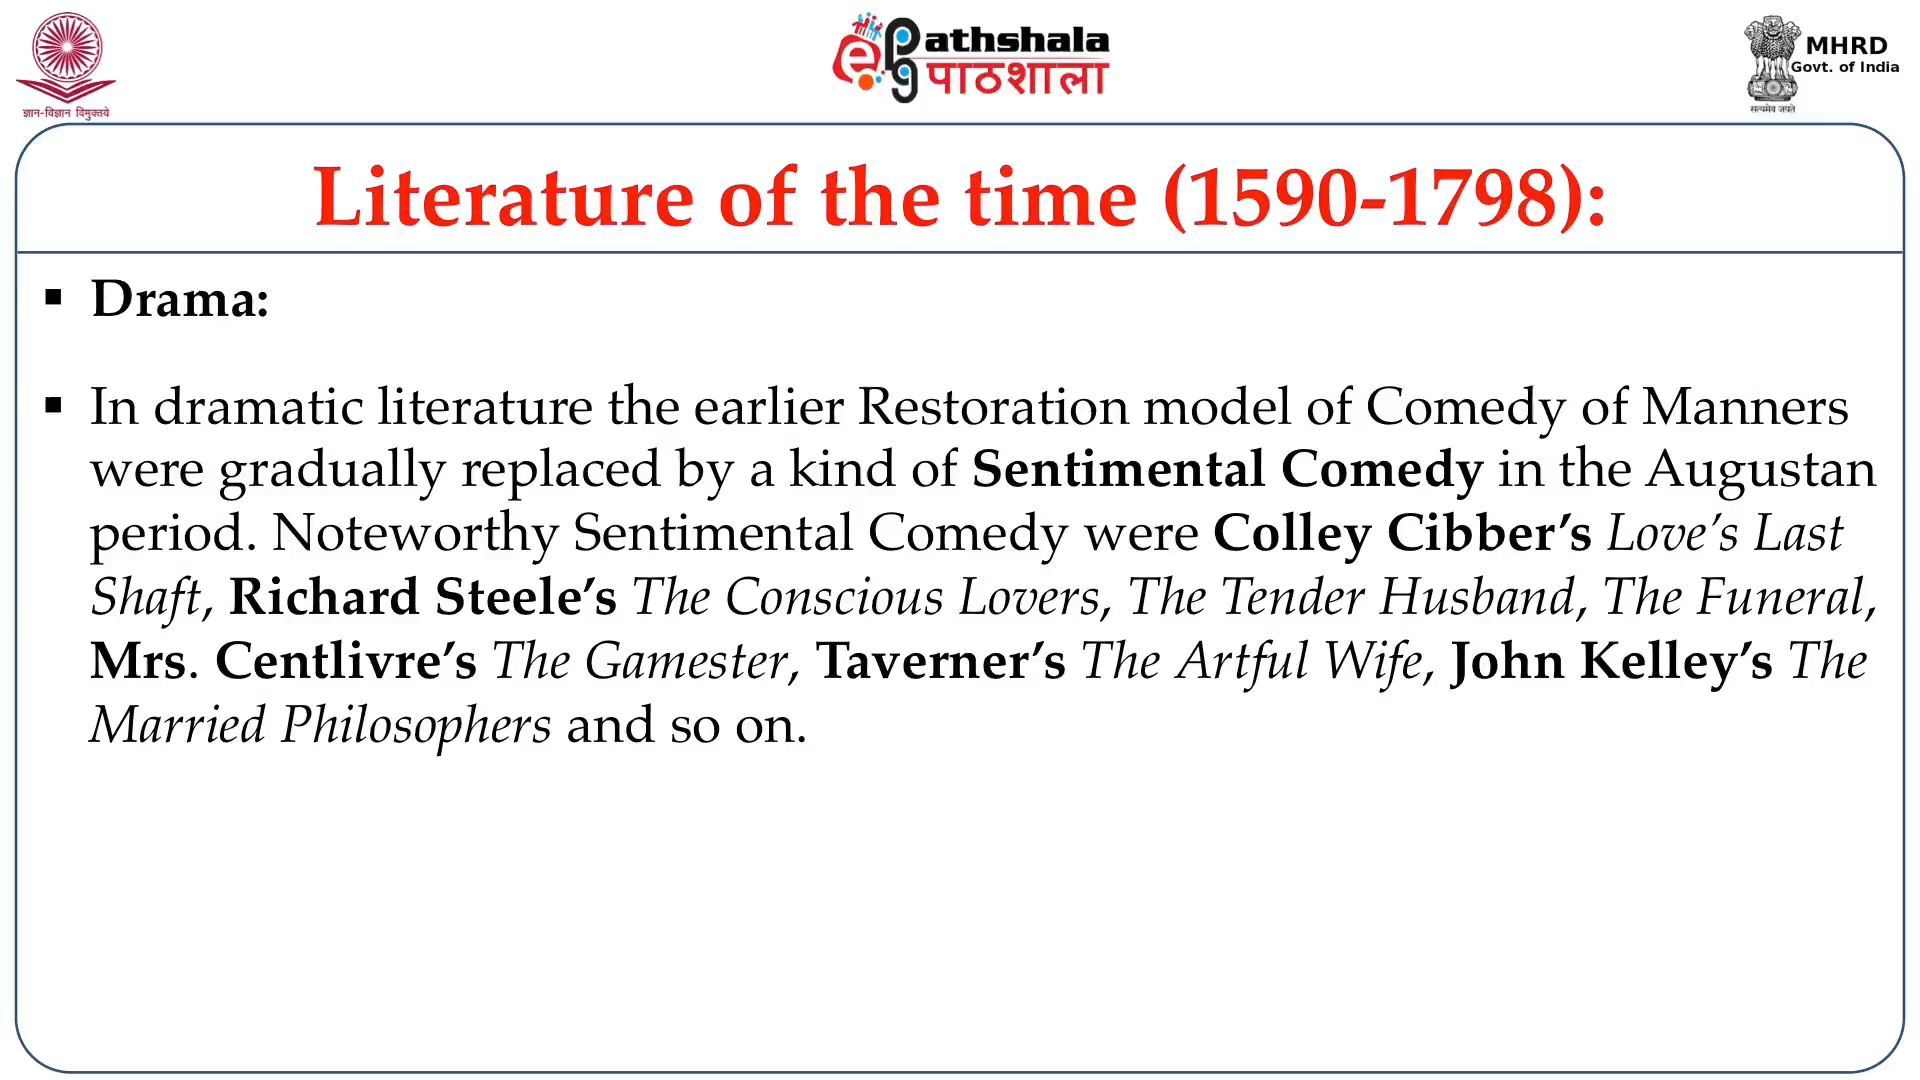 ज्ञान-विज्ञान विमुक्तये
e PG Pathshala
पाठशाला
MHRD
Govt. of India
सत्यमेव जयते
Literature of the time (1590-1798):
▪ Drama:
▪ In dramatic literature the earlier Restoration model of Comedy of Manners
were gradually replaced by a kind of Sentimental Comedy in the Augustan
period. Noteworthy Sentimental Comedy were Colley Cibber’s Love’s Last
Shaft, Richard Steele’s The Conscious Lovers, The Tender Husband, The Funeral,
Mrs. Centlivre’s The Gamester, Taverner’s The Artful Wife, John Kelley’s The
Married Philosophers and so on.